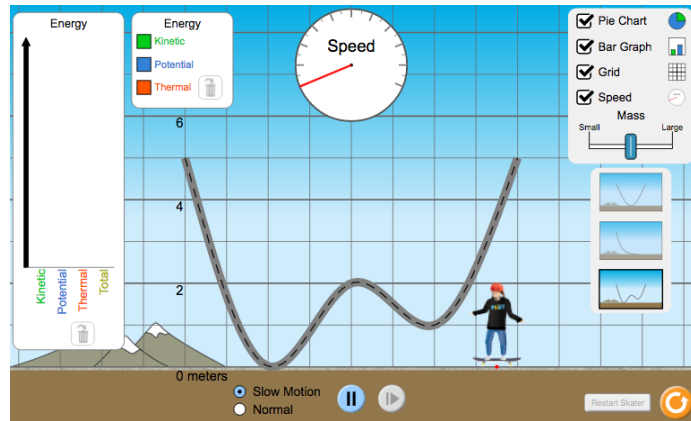 Energy
Kinetic
Potential
Thermal
Total
Energy
Kinetic
Potential
Thermal
Speed
Pie Chart
Bar Graph
Grid
Speed
Mass
Small Large
6
4
2
0 meters
Slow Motion
Normal
Restart Skater